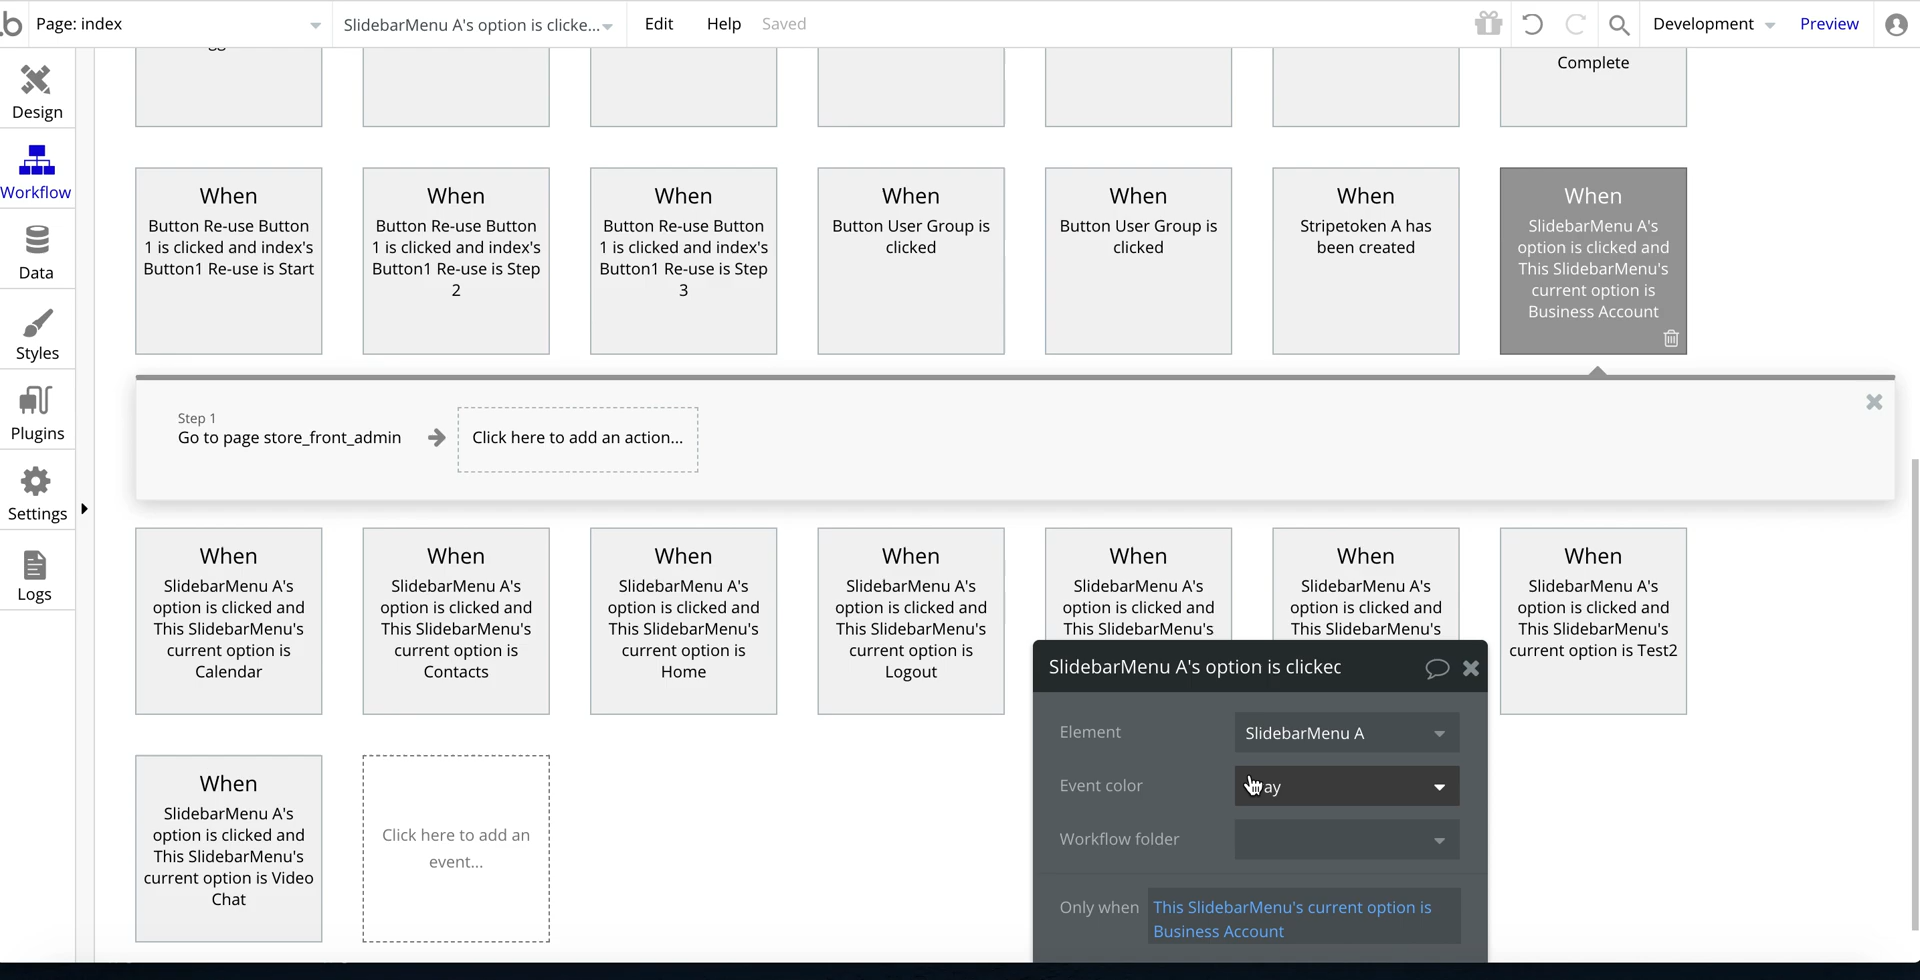 Page: index
SlidebarMenu A's option is clicke...
Edit
Help
Saved
Development
Preview
Design
Workflow
Data
Styles
Plugins
Settings
Logs
Complete
When
Button Re-use Button
1 is clicked and index's
Button1 Re-use is Start
When
Button Re-use Button
1 is clicked and index's
Button1 Re-use is Step
2
When
Button Re-use Button
1 is clicked and index's
Button1 Re-use is Step
3
When
Button User Group is
clicked
When
Button User Group is
clicked
When
Stripetoken A has
been created
When
SlidebarMenu A's
option is clicked and
This SlidebarMenu's
current option is
Business Account
Step 1
Go to page store_front_admin
Click here to add an action...
When
SlidebarMenu A's
option is clicked and
This SlidebarMenu's
current option is
Calendar
When
SlidebarMenu A's
option is clicked and
This SlidebarMenu's
current option is
Contacts
When
SlidebarMenu A's
option is clicked and
This SlidebarMenu's
current option is
Home
When
SlidebarMenu A's
option is clicked and
This SlidebarMenu's
current option is
Logout
When
SlidebarMenu A's
option is clicked and
This SlidebarMenu's
When
SlidebarMenu A's
option is clicked and
This SlidebarMenu's
When
SlidebarMenu A's
option is clicked and
This SlidebarMenu's
current option is Test2
When
SlidebarMenu A's
option is clicked and
This SlidebarMenu's
current option is Video
Chat
Click here to add an
event...
SlidebarMenu A's option is clickec
Element
SlidebarMenu A
Event color
Workflow folder
Only when
This SlidebarMenu's current option is
Business Account